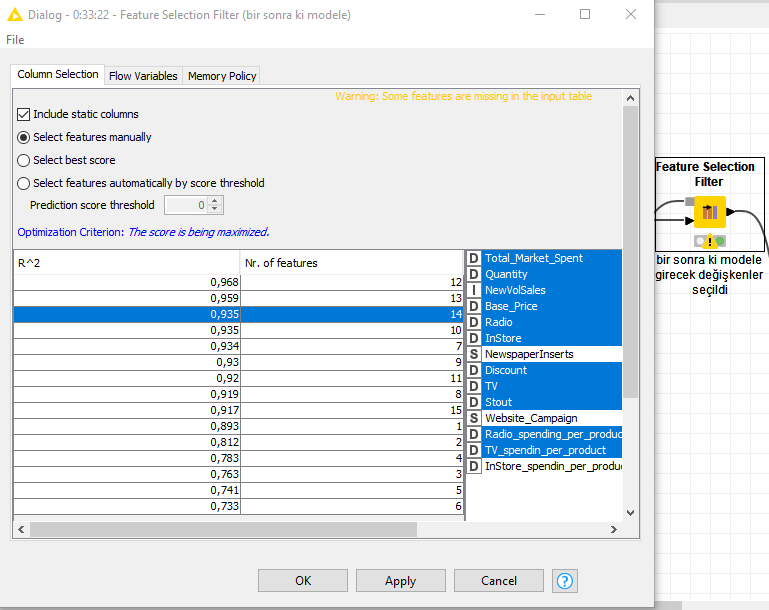 Dialog - 0:33:22 - Feature Selection Filter (bir sonra ki modele)
File
Column Selection
Flow Variables
Memory Policy
Warning: Some features are missing in the input table
Include static columns
Select features manually
Select best score
Select features automatically by score threshold
Prediction score threshold
0
Optimization Criterion: The score is being maximized.
R^2 Nr. of features
0,968 12
0,959 13
0,935 14
0,935 10
0,934 7
0,93 9
0,92 11
0,919 8
0,917 15
0,893 1
0,812 2
0,783 4
0,763 3
0,741 5
0,733 6
D Total_Market_Spent
D Quantity
I NewVolSales
D Base_Price
D Radio
D InStore
S NewspaperInserts
D Discount
D TV
D Stout
S Website_Campaign
D Radio_spending_per_produc
D TV_spendin_per_product
D InStore_spendin_per_produ
OK
Apply
Cancel
?
Feature Selection
Filter
bir sonra ki modele
girecek değişkenler
seçildi